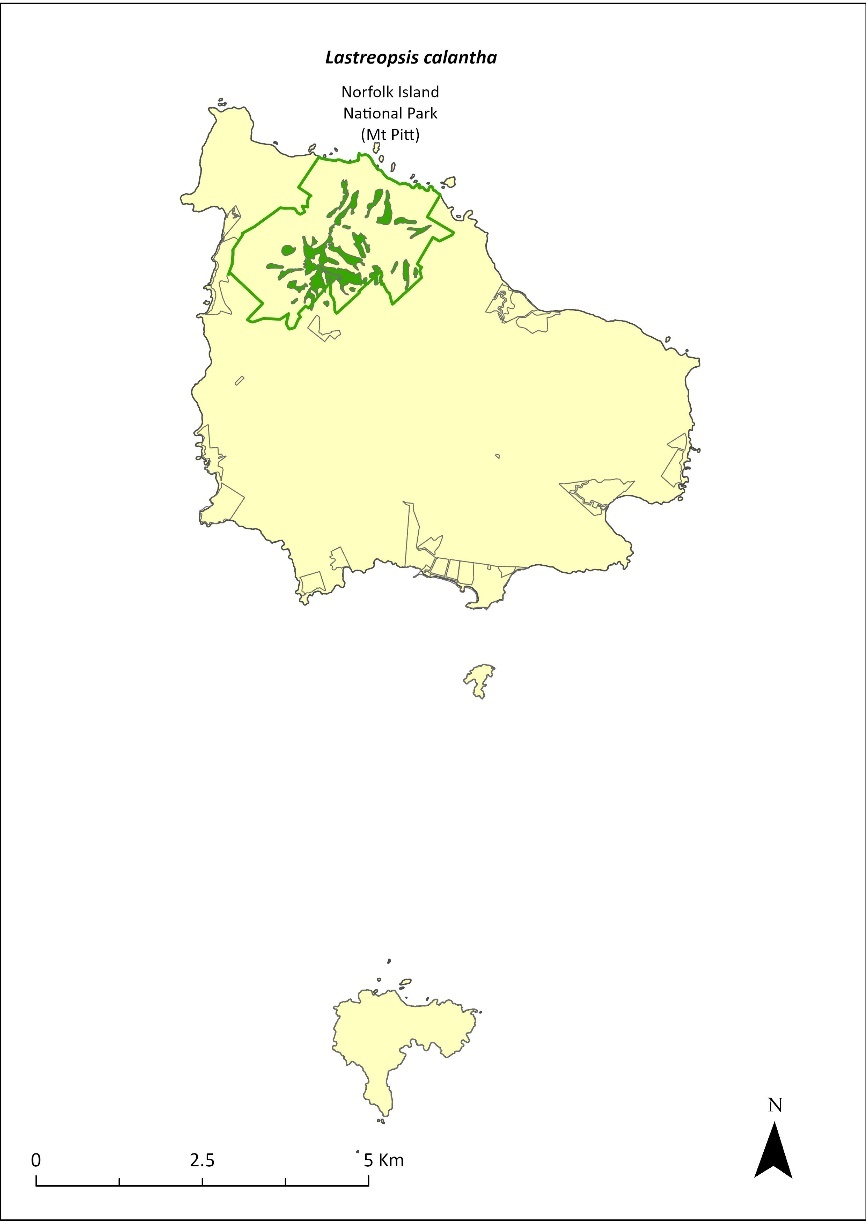 Lastreopsis calantha
Norfolk Island
National Park
(Mt Pitt)
N
0 2.5 5 Km